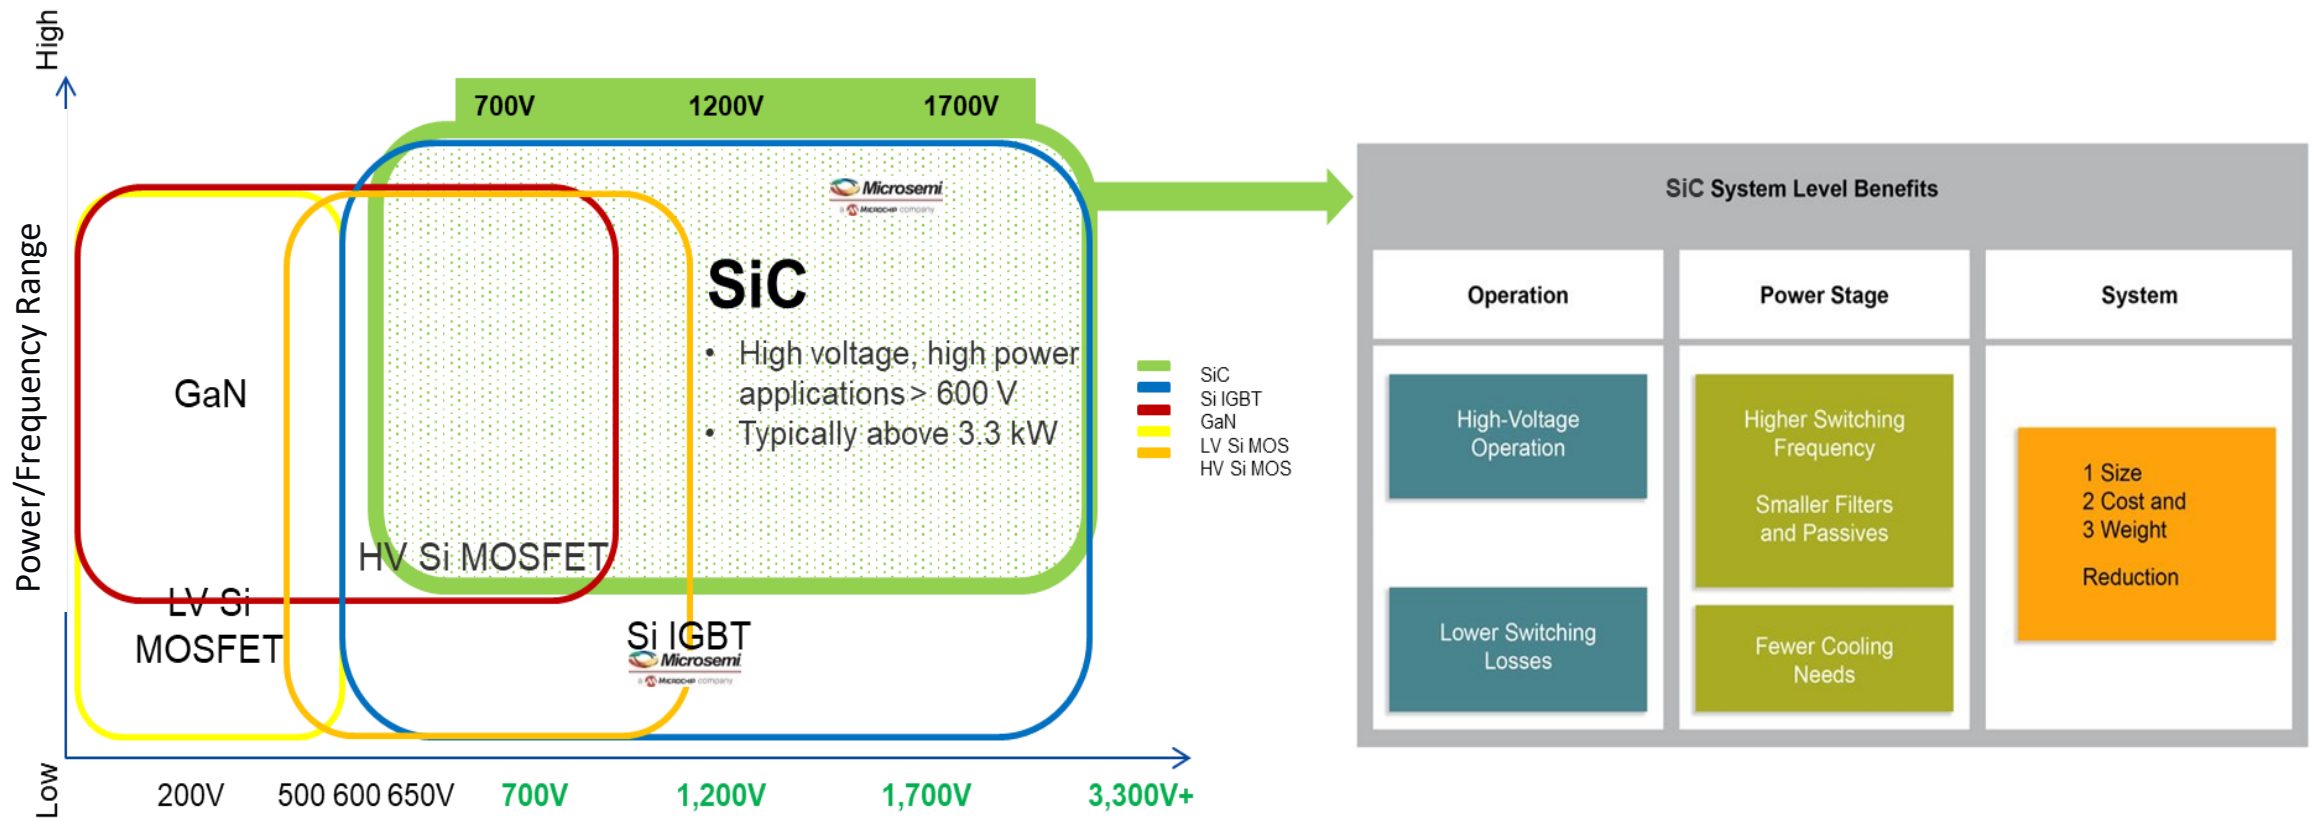 High
Power/Frequency Range
Low
700V 1200V 1700V
Microsemi
a MICROCHIP company
SiC
• High voltage, high power
applications > 600 V
• Typically above 3.3 kW
GaN
HV Si MOSFET
LV Si
MOSFET
Si IGBT
Microsemi
a MICROCHIP company
200V 500 600 650V 700V 1,200V 1,700V 3,300V+
SiC
Si IGBT
GaN
LV Si MOS
HV Si MOS
SiC System Level Benefits
Operation
Power Stage
System
High-Voltage
Operation
Lower Switching
Losses
Higher Switching
Frequency
Smaller Filters
and Passives
Fewer Cooling
Needs
1 Size
2 Cost and
3 Weight
Reduction